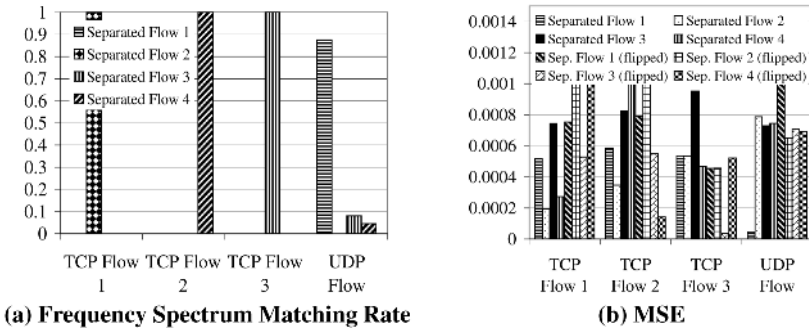 1
0.9
0.8
0.7
0.6
0.5
0.4
0.3
0.2
0.1
0
Separated Flow 1
Separated Flow 2
Separated Flow 3
Separated Flow 4
TCP Flow 1
TCP Flow 2
TCP Flow 3
UDP Flow
(a) Frequency Spectrum Matching Rate
0.0014
0.001
0.0008
0.0006
0.0004
0.0002
0
Separated Flow 1
Separated Flow 2
Separated Flow 3
Separated Flow 4
Sep. Flow 1 (flipped)
Sep. Flow 2 (flipped)
Sep. Flow 3 (flipped)
Sep. Flow 4 (flipped)
TCP Flow 1
TCP Flow 2
TCP Flow 3
UDP Flow
(b) MSE